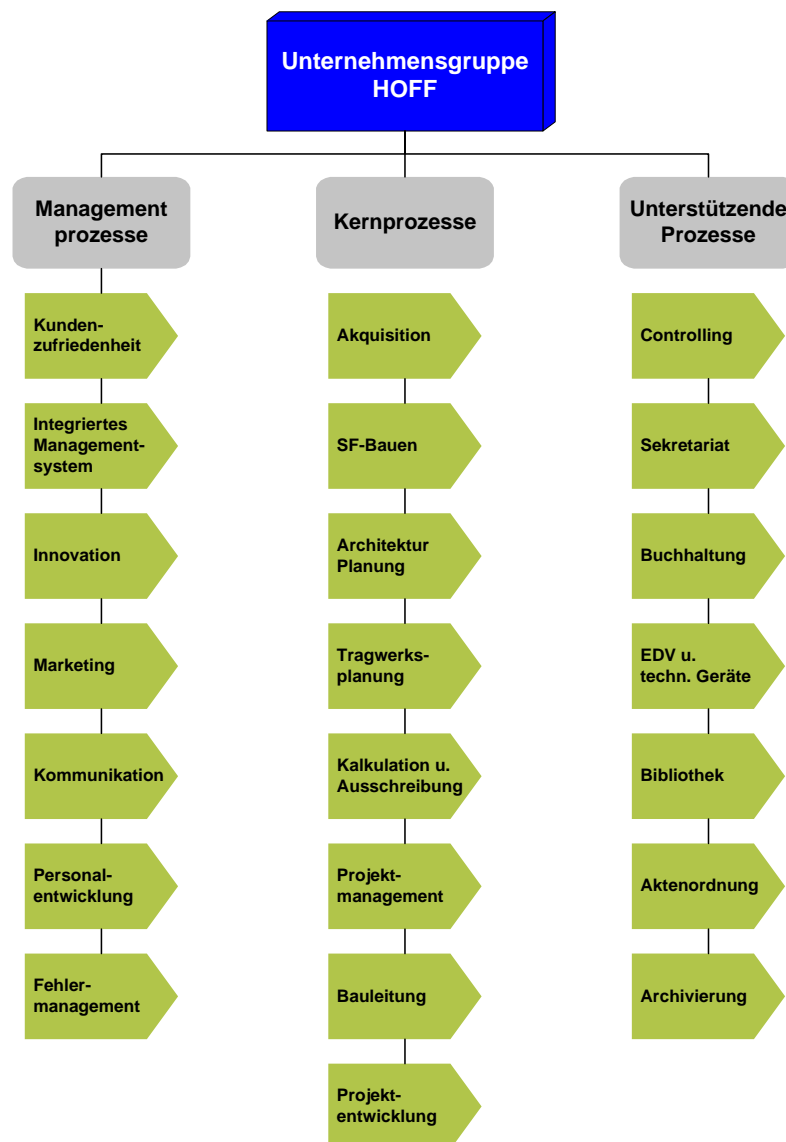 Unternehmensgruppe
HOFF
Management
prozesse
Kunden-
zufriedenheit
Integriertes
Management-
system
Innovation
Marketing
Kommunikation
Personal-
entwicklung
Fehler-
management
Kernprozesse
Akquisition
SF-Bauen
Architektur
Planung
Tragwerks-
planung
Kalkulation u.
Ausschreibung
Projekt-
management
Bauleitung
Projekt-
entwicklung
Unterstützende
Prozesse
Controlling
Sekretariat
Buchhaltung
EDV u.
techn. Geräte
Bibliothek
Aktenordnung
Archivierung